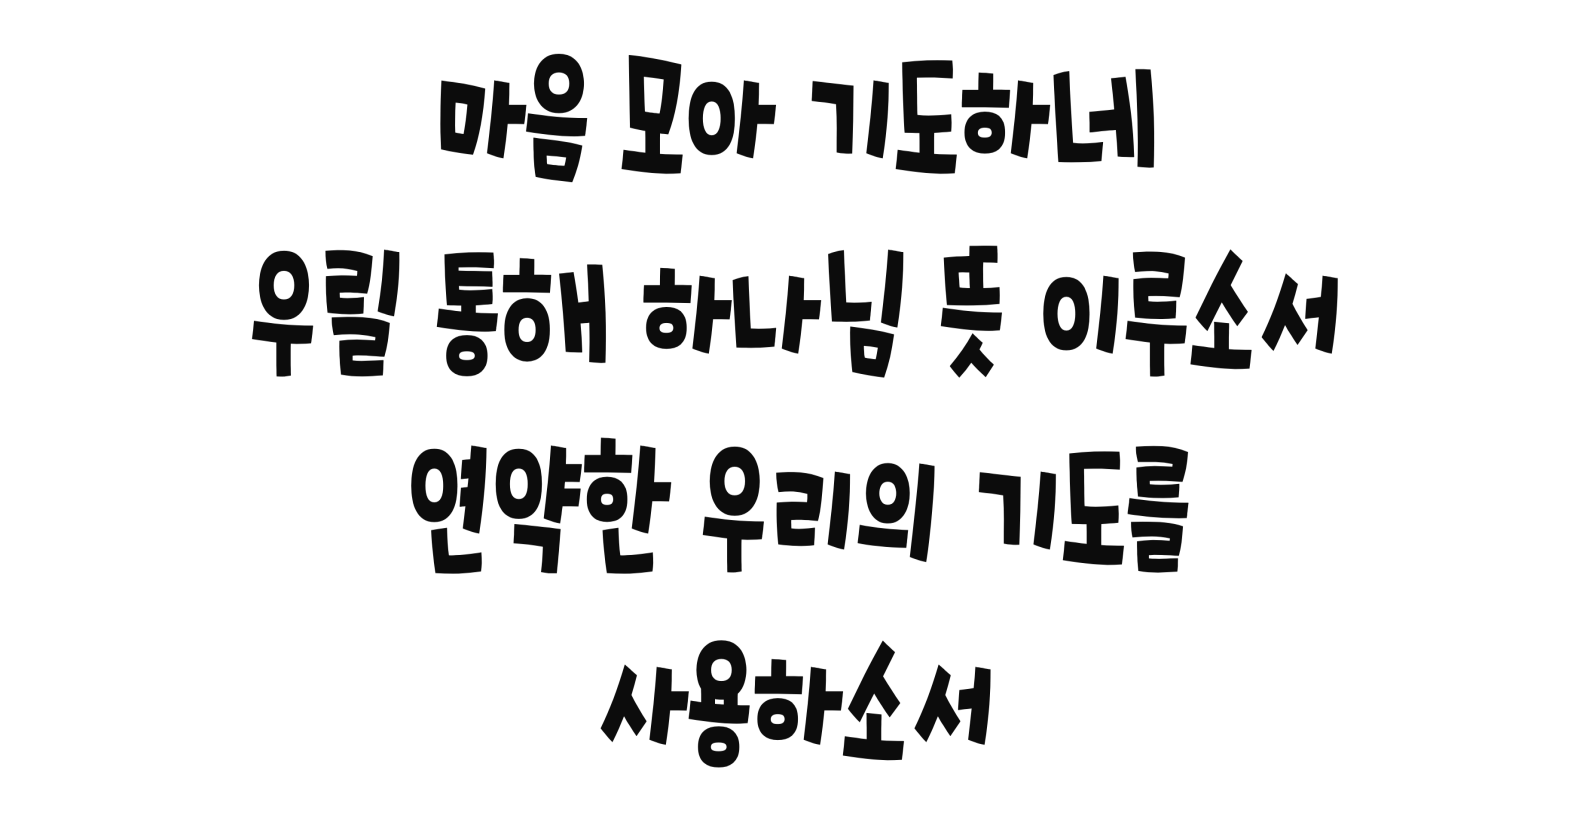 마음 모아 기도하네
우릴 통해 하나님 뜻 이루소서
연약한 우리의 기도를
사용하소서